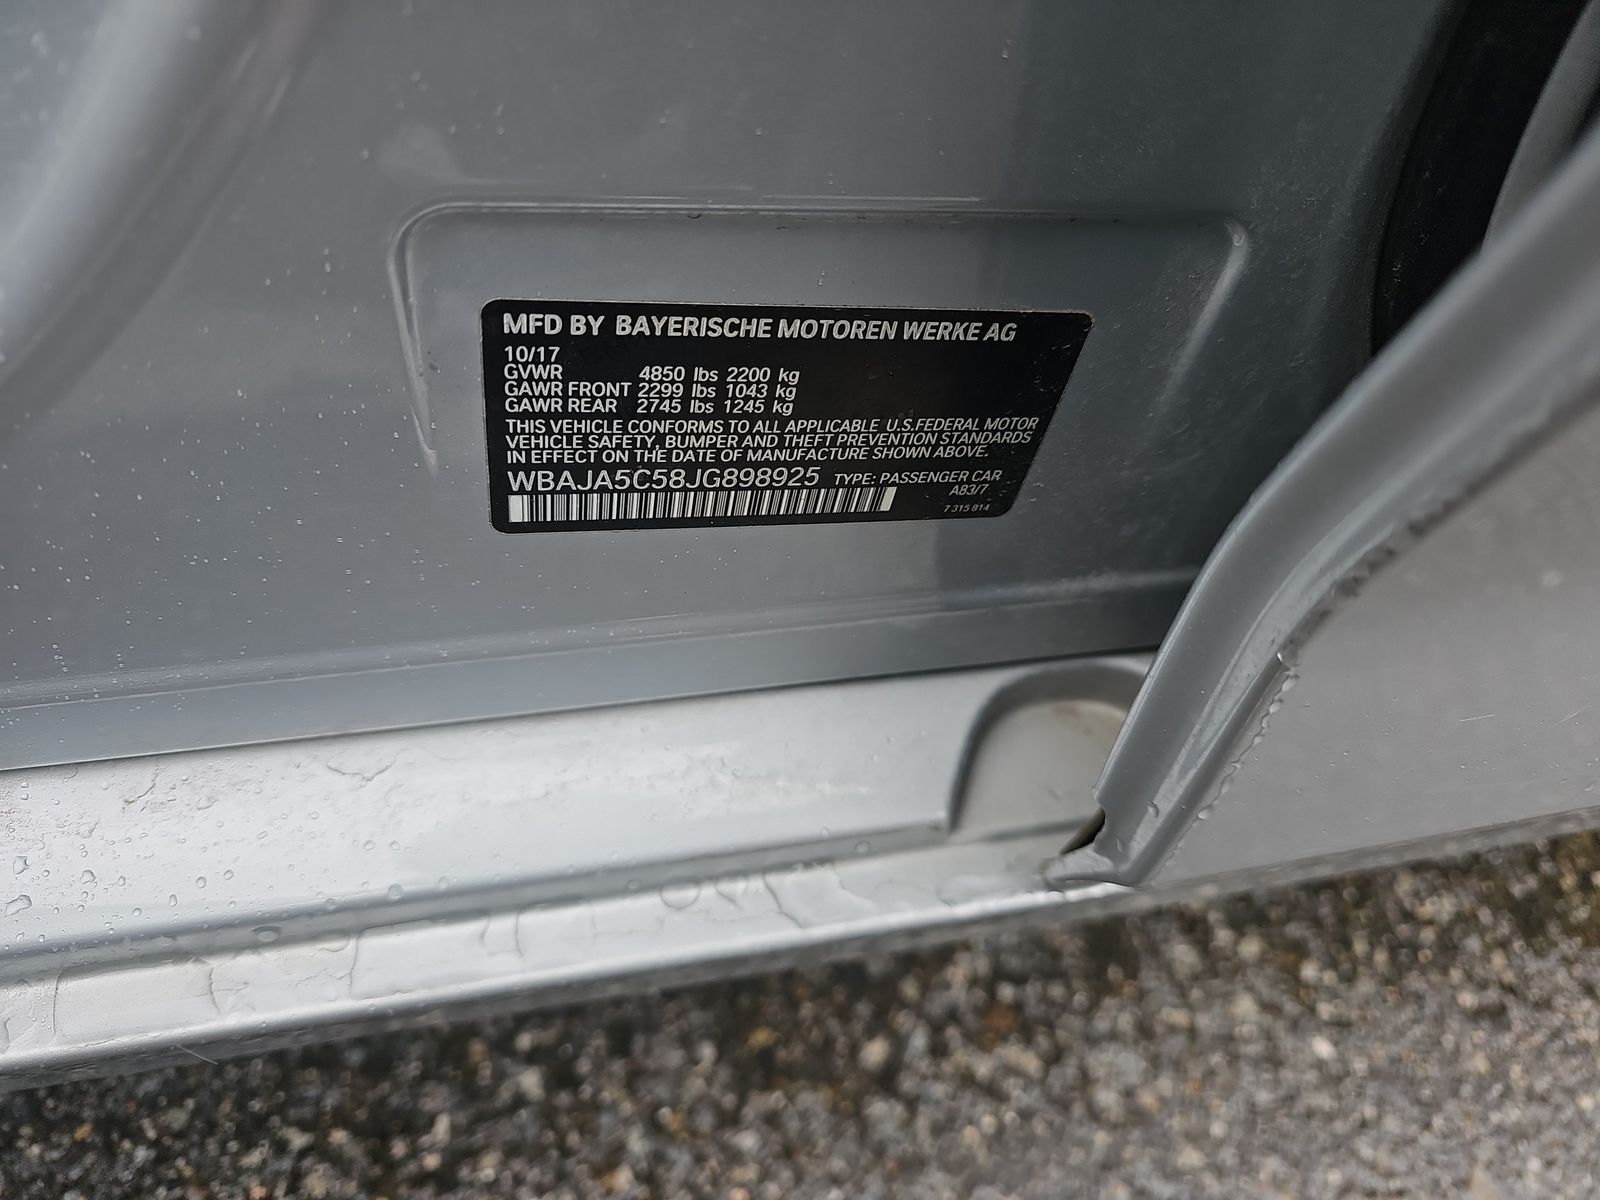 MFD BY BAYERISCHE MOTOREN WERKE AG
10/17
GVWR 4850 lbs 2200 kg
GAWR FRONT 2299 lbs 1043 kg
GAWR REAR 2745 lbs 1245 kg
THIS VEHICLE CONFORMS TO ALL APPLICABLE U.S.FEDERAL MOTOR
VEHICLE SAFETY, BUMPER AND THEFT PREVENTION STANDARDS
IN EFFECT ON THE DATE OF MANUFACTURE SHOWN ABOVE.
WBAJA5C58JG898925 TYPE: PASSENGER CAR
A83/7
7 315 814